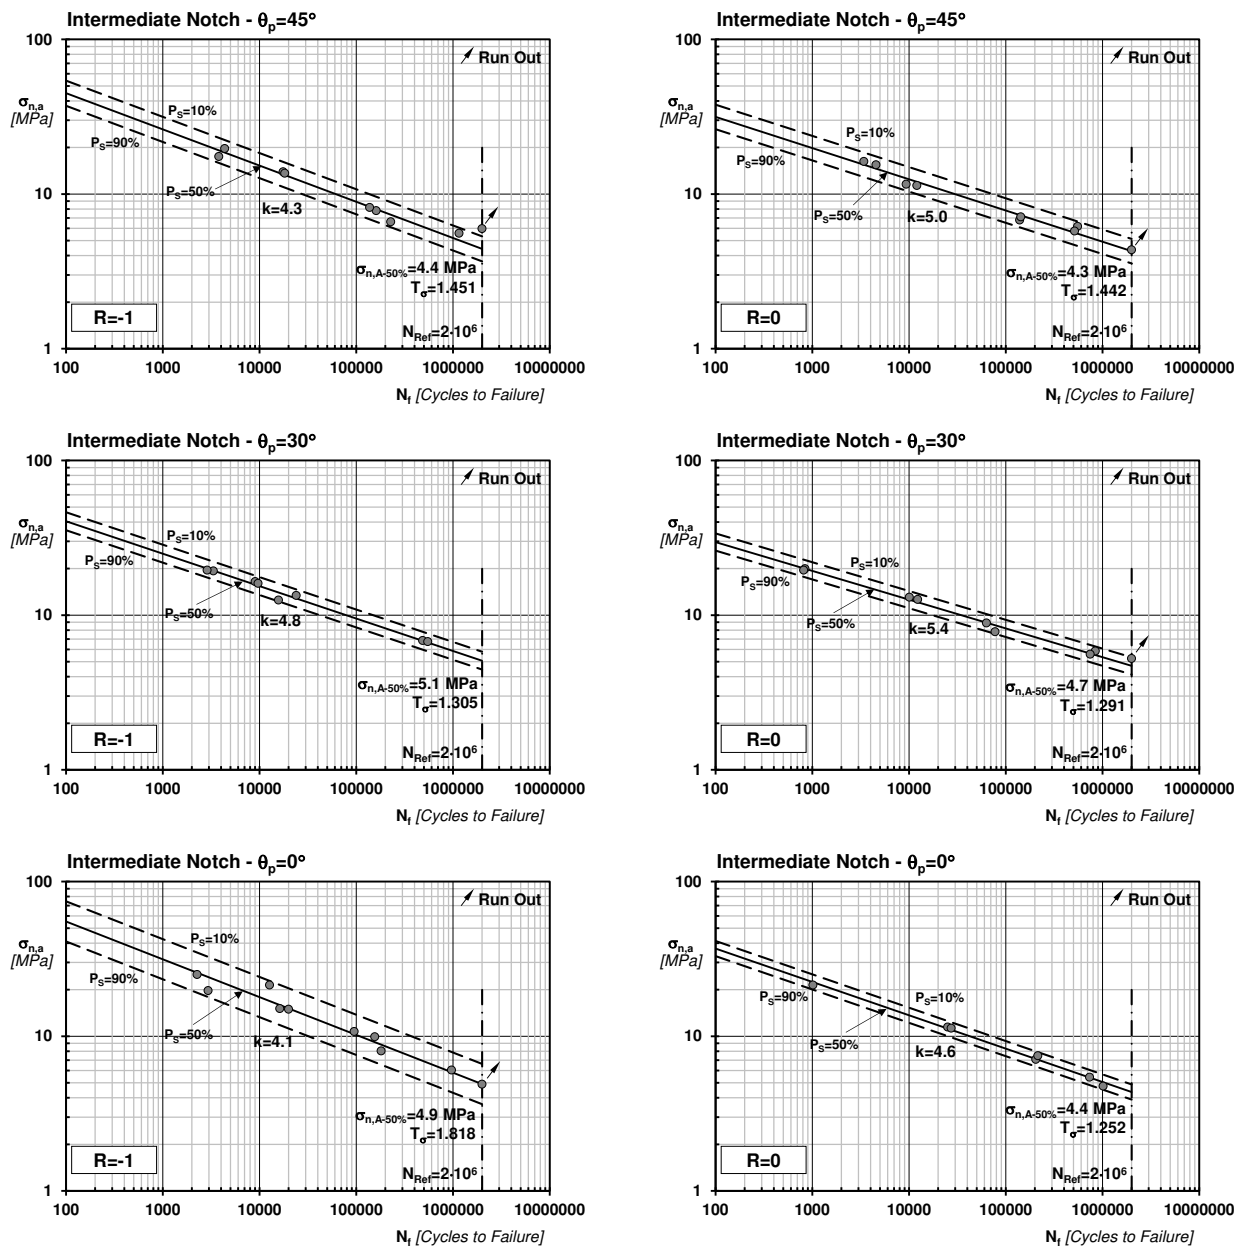 Intermediate Notch - θp=45°
100
Run Out
σn,a
[MPa]
PS=10%
PS=90%
10
PS=50%
k=4.3
σn,A-50%=4.4 MPa
Tσ=1.451
R=-1
NRef=2·10⁶
1
100 1000 10000 100000 1000000 10000000
Nf [Cycles to Failure]
Intermediate Notch - θp=45°
100
Run Out
σn,a
[MPa]
PS=10%
PS=90%
10
PS=50%
k=5.0
σn,A-50%=4.3 MPa
Tσ=1.442
R=0
NRef=2·10⁶
1
100 1000 10000 100000 1000000 10000000
Nf [Cycles to Failure]
Intermediate Notch - θp=30°
100
Run Out
σn,a
[MPa]
PS=10%
PS=90%
10
PS=50%
k=4.8
σn,A-50%=5.1 MPa
Tσ=1.305
R=-1
NRef=2·10⁶
1
100 1000 10000 100000 1000000 10000000
Nf [Cycles to Failure]
Intermediate Notch - θp=30°
100
Run Out
σn,a
[MPa]
PS=10%
PS=90%
10
PS=50%
k=5.4
σn,A-50%=4.7 MPa
Tσ=1.291
R=0
NRef=2·10⁶
1
100 1000 10000 100000 1000000 10000000
Nf [Cycles to Failure]
Intermediate Notch - θp=0°
100
Run Out
σn,a
[MPa]
PS=10%
PS=90%
10
PS=50%
k=4.1
σn,A-50%=4.9 MPa
Tσ=1.818
R=-1
NRef=2·10⁶
1
100 1000 10000 100000 1000000 10000000
Nf [Cycles to Failure]
Intermediate Notch - θp=0°
100
Run Out
σn,a
[MPa]
PS=90%
PS=10%
10
PS=50%
k=4.6
σn,A-50%=4.4 MPa
Tσ=1.252
R=0
NRef=2·10⁶
1
100 1000 10000 100000 1000000 10000000
Nf [Cycles to Failure]